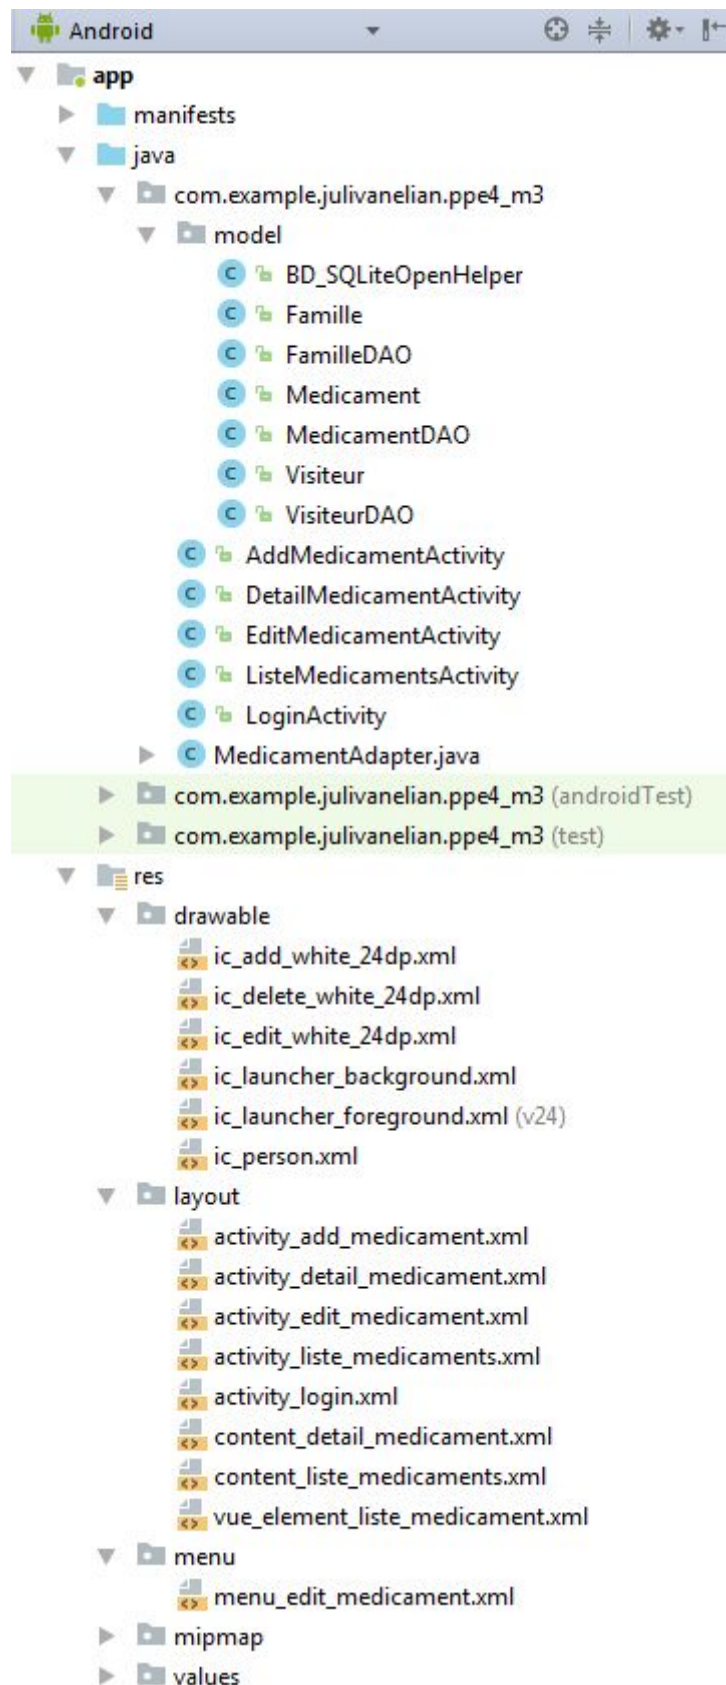 Android
app
manifests
java
com.example.julivanelian.ppe4_m3
model
C BD_SQLiteOpenHelper
C Famille
C FamilleDAO
C Medicament
C MedicamentDAO
C Visiteur
C VisiteurDAO
C AddMedicamentActivity
C DetailMedicamentActivity
C EditMedicamentActivity
C ListeMedicamentsActivity
C LoginActivity
C MedicamentAdapter.java
com.example.julivanelian.ppe4_m3 (androidTest)
com.example.julivanelian.ppe4_m3 (test)
res
drawable
ic_add_white_24dp.xml
ic_delete_white_24dp.xml
ic_edit_white_24dp.xml
ic_launcher_background.xml
ic_launcher_foreground.xml (v24)
ic_person.xml
layout
activity_add_medicament.xml
activity_detail_medicament.xml
activity_edit_medicament.xml
activity_liste_medicaments.xml
activity_login.xml
content_detail_medicament.xml
content_liste_medicaments.xml
vue_element_liste_medicament.xml
menu
menu_edit_medicament.xml
mipmap
values